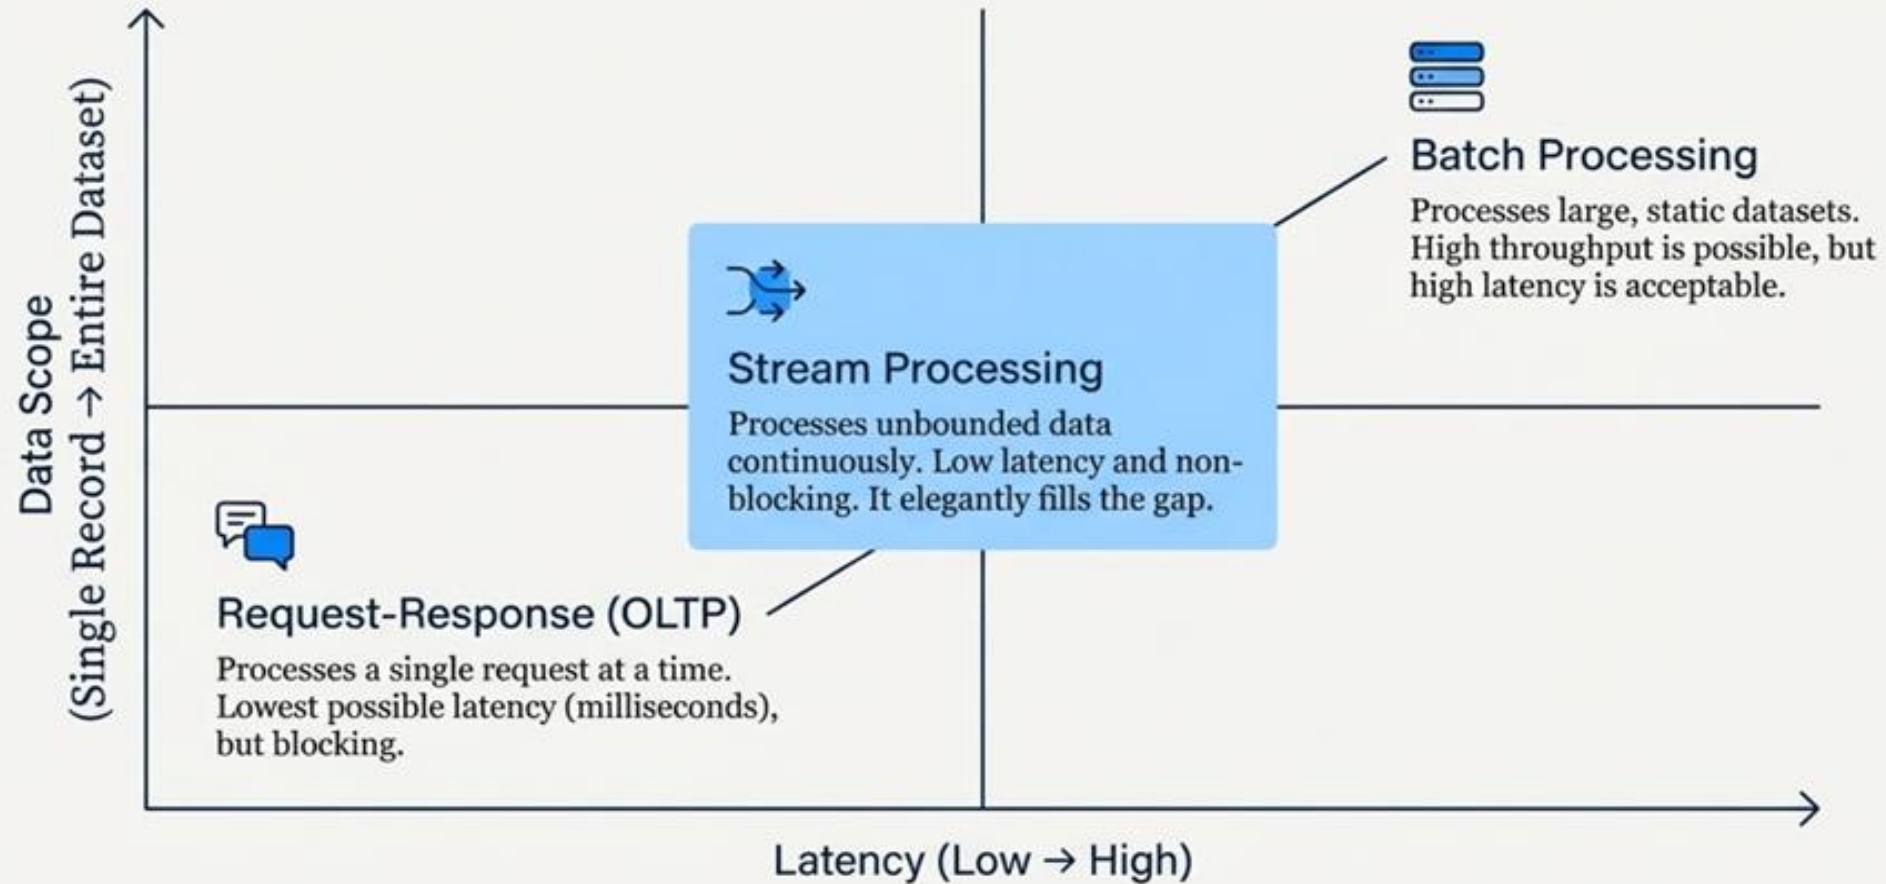 Data Scope
(Single Record → Entire Dataset)
Batch Processing
Processes large, static datasets.
High throughput is possible, but
high latency is acceptable.
Stream Processing
Processes unbounded data
continuously. Low latency and non-
blocking. It elegantly fills the gap.
Request-Response (OLTP)
Processes a single request at a time.
Lowest possible latency (milliseconds),
but blocking.
Latency (Low → High)